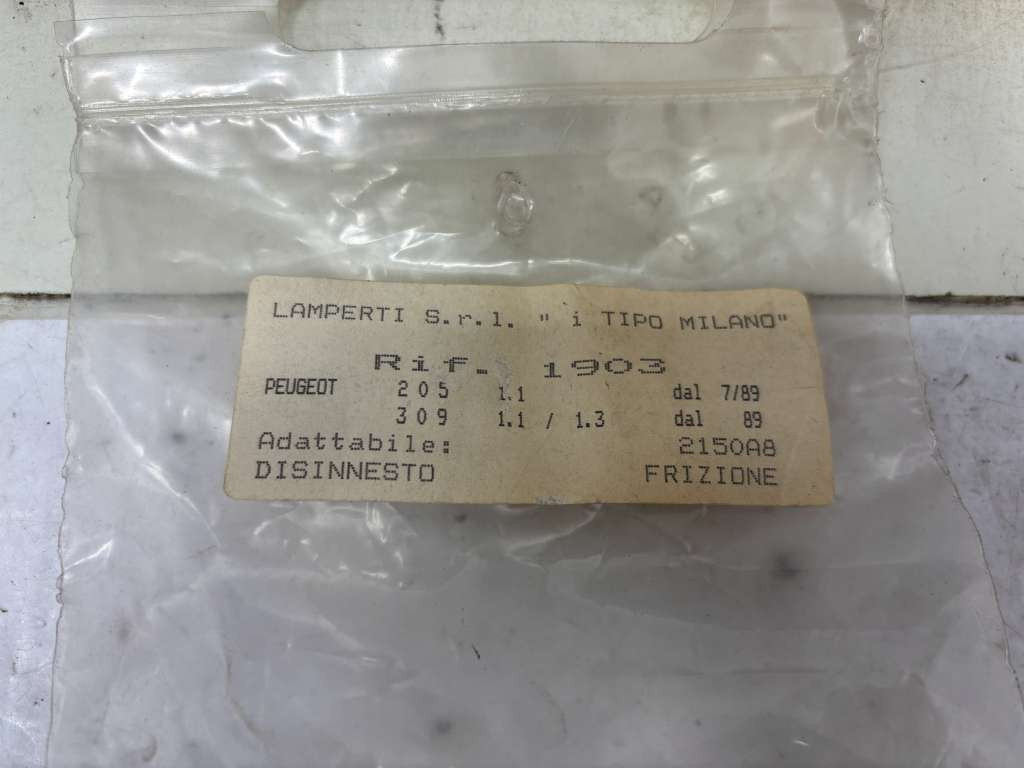 LAMPERTI S.r.l. " i TIPO MILANO"
Rif. 1903
PEUGEOT 205 1.1 dal 7/89
309 1.1 / 1.3 dal 89
Adattabile: 2150A8
DISINNESTO FRIZIONE